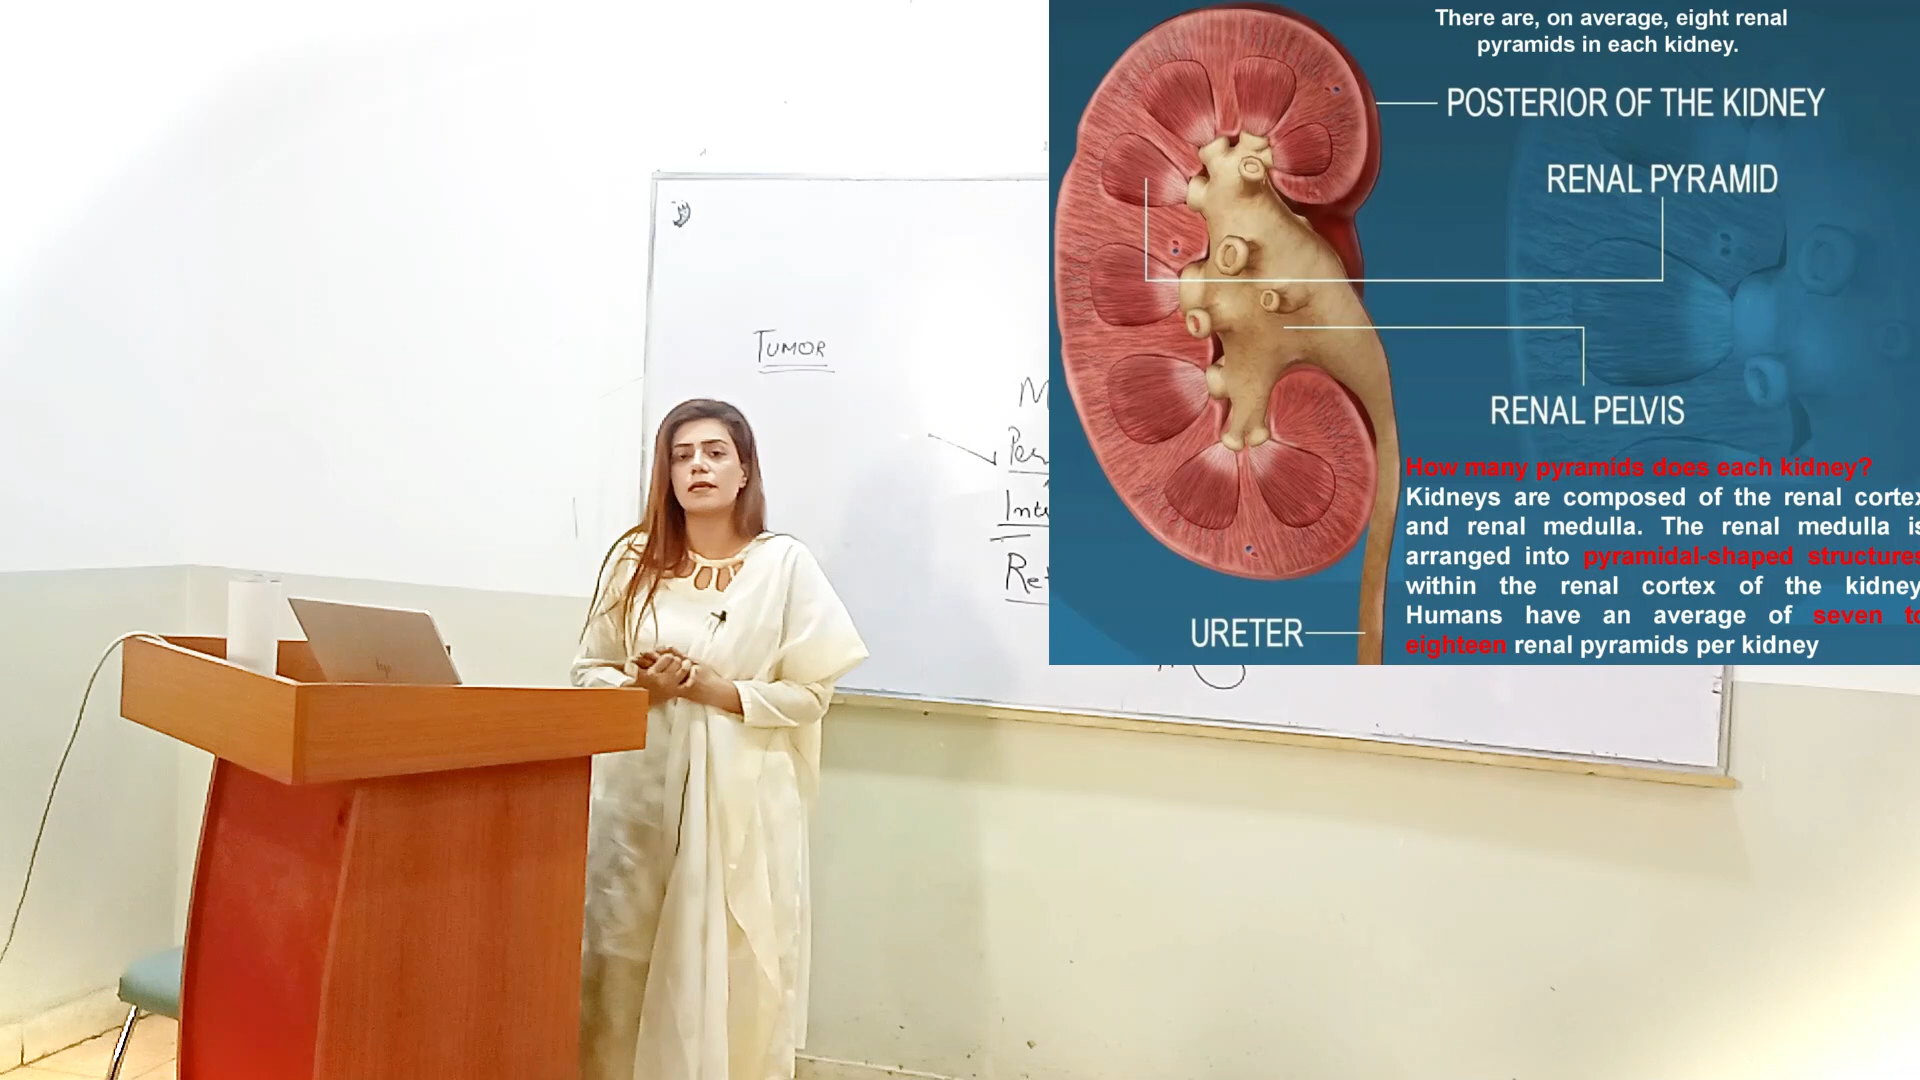 There are, on average, eight renal
pyramids in each kidney.
POSTERIOR OF THE KIDNEY
RENAL PYRAMID
RENAL PELVIS
How many pyramids does each kidney?
Kidneys are composed of the renal cortex
and renal medulla. The renal medulla is
arranged into pyramidal-shaped structures
within the renal cortex of the kidney
Humans have an average of seven to
eighteen renal pyramids per kidney
URETER
TUMOR
hp